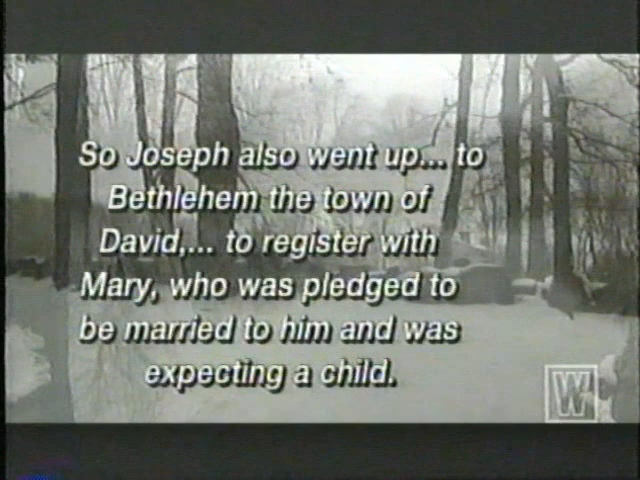 So Joseph also went up... to
Bethlehem the town of
David,... to register with
Mary, who was pledged to
be married to him and was
expecting a child.
W